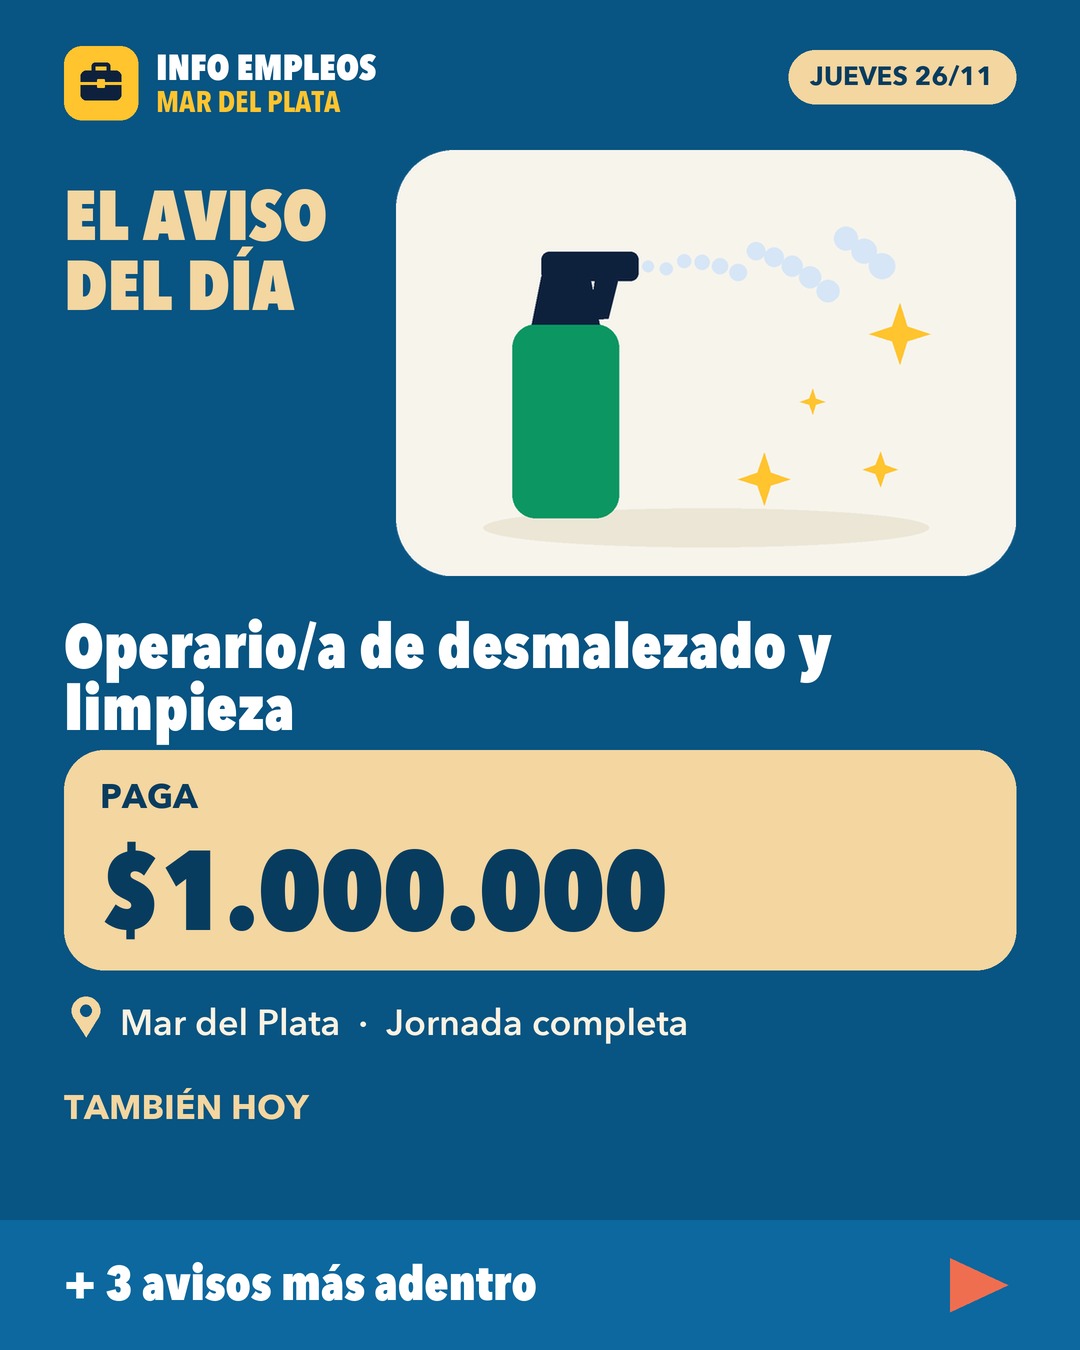 INFO EMPLEOS
MAR DEL PLATA
JUEVES 26/11
EL AVISO
DEL DÍA
Operario/a de desmalezado y
limpieza
PAGA
$1.000.000
Mar del Plata · Jornada completa
TAMBIÉN HOY
+ 3 avisos más adentro